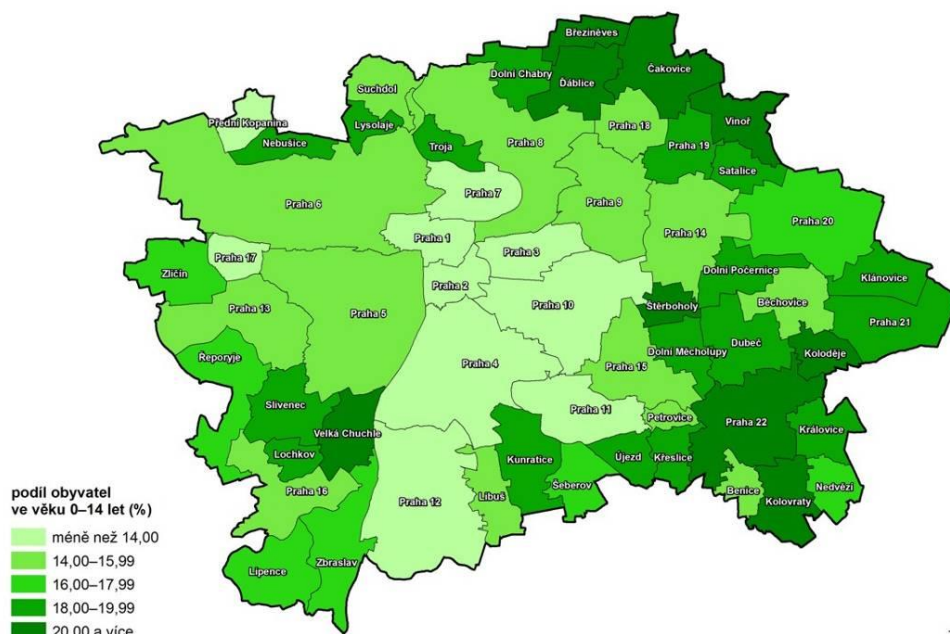 Březiněves
Dolní Chabry
Ďáblice
Čakovice
Suchdol
Přední Kopanina
Nebušice
Lysolaje
Troja
Praha 8
Praha 18
Vinoř
Praha 19
Satalice
Praha 7
Praha 6
Praha 9
Praha 14
Praha 20
Praha 1
Praha 3
Praha 17
Zličín
Praha 2
Praha 10
Dolní Počernice
Klánovice
Štěrboholy
Běchovice
Praha 13
Praha 5
Praha 21
Řeporyje
Praha 4
Praha 15
Dolní Měcholupy
Dubeč
Koloděje
Slivenec
Praha 11
Petrovice
Praha 22
Královice
Velká Chuchle
Lochkov
Kunratice
Újezd
Křeslice
Šeberov
Praha 16
Praha 12
Libuš
Benice
Kolovraty
Nedvězí
Lipence
Zbraslav
podíl obyvatel
ve věku 0–14 let (%)
méně než 14,00
14,00–15,99
16,00–17,99
18,00–19,99
20,00 a více